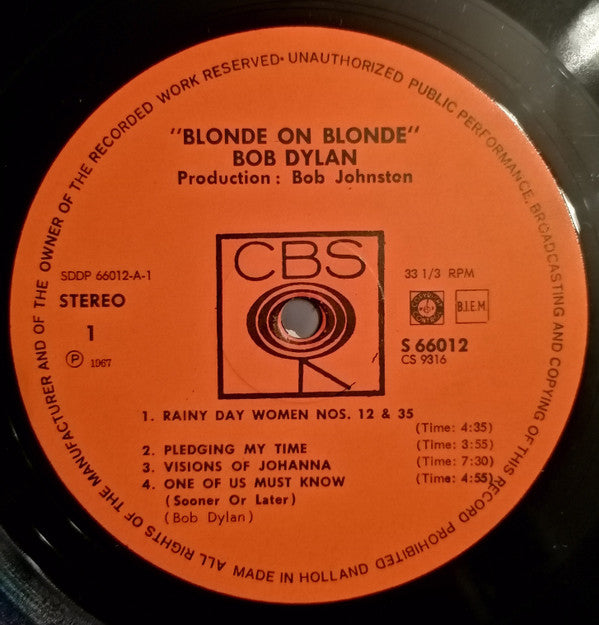 ALL RIGHTS OF THE MANUFACTURER AND OF THE OWNER OF THE RECORDED WORK RESERVED· UNAUTHORIZED PUBLIC PERFORMANCE, BROADCASTING AND COPYING OF THIS RECORD PROHIBITED
"BLONDE ON BLONDE"
BOB DYLAN
Production : Bob Johnston
CBS
SDDP 66012-A-1
STEREO
1
Ⓟ 1967
33 1/3 RPM
B.I.E.M.
S 66012
CS 9316
1. RAINY DAY WOMEN NOS. 12 & 35
(Time: 4:35)
2. PLEDGING MY TIME (Time: 3:55)
3. VISIONS OF JOHANNA (Time: 7:30)
4. ONE OF US MUST KNOW (Time: 4:55)
(Sooner Or Later)
(Bob Dylan)
MADE IN HOLLAND